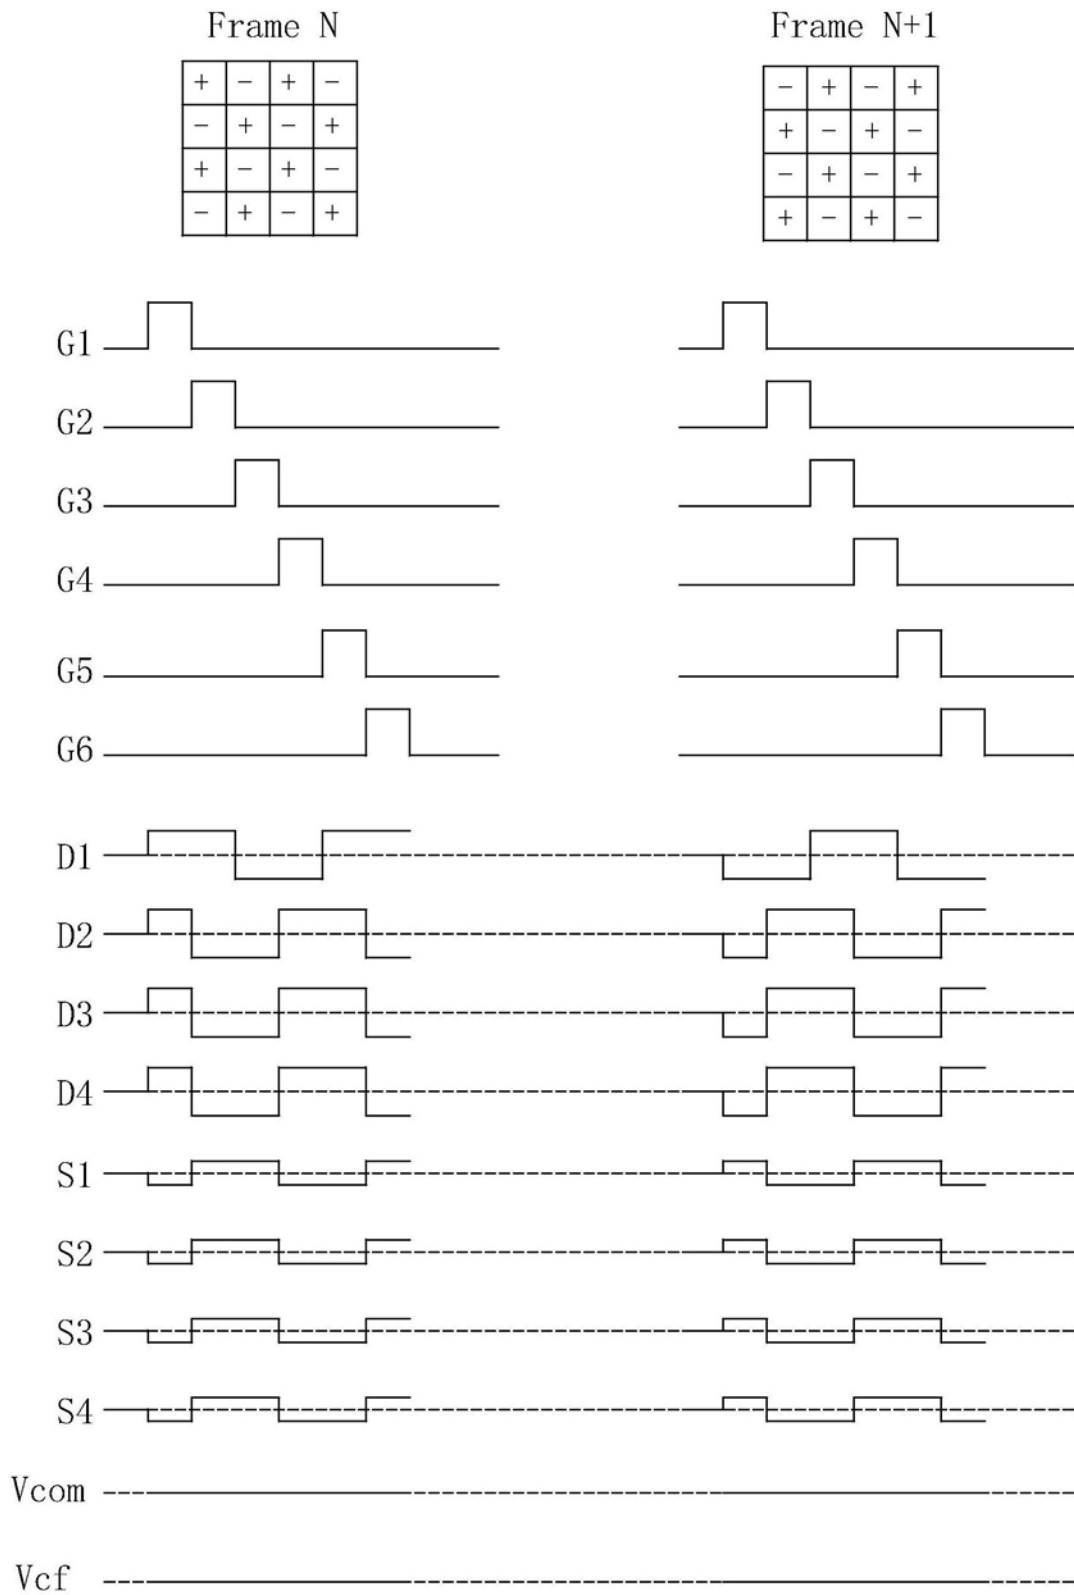 Frame N Frame N+1
+ − + − − + − +
− + − + + − + −
+ − + − − + − +
− + − + + − + −
G1
G2
G3
G4
G5
G6
D1
D2
D3
D4
S1
S2
S3
S4
Vcom
Vcf